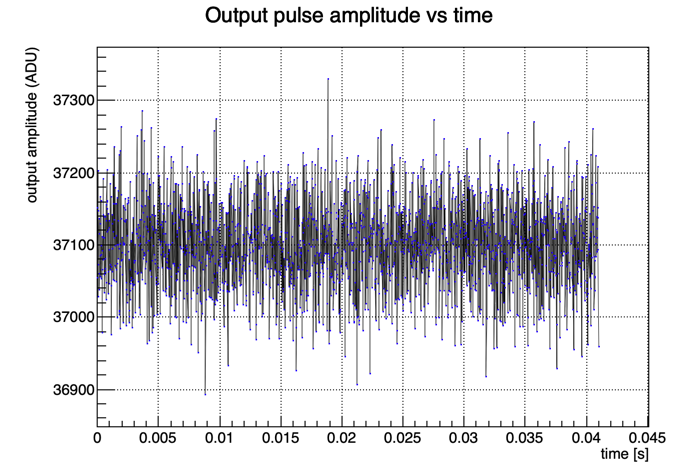 Output pulse amplitude vs time
output amplitude (ADU)
37300
37200
37100
37000
36900
0 0.005 0.01 0.015 0.02 0.025 0.03 0.035 0.04 0.045
time [s]